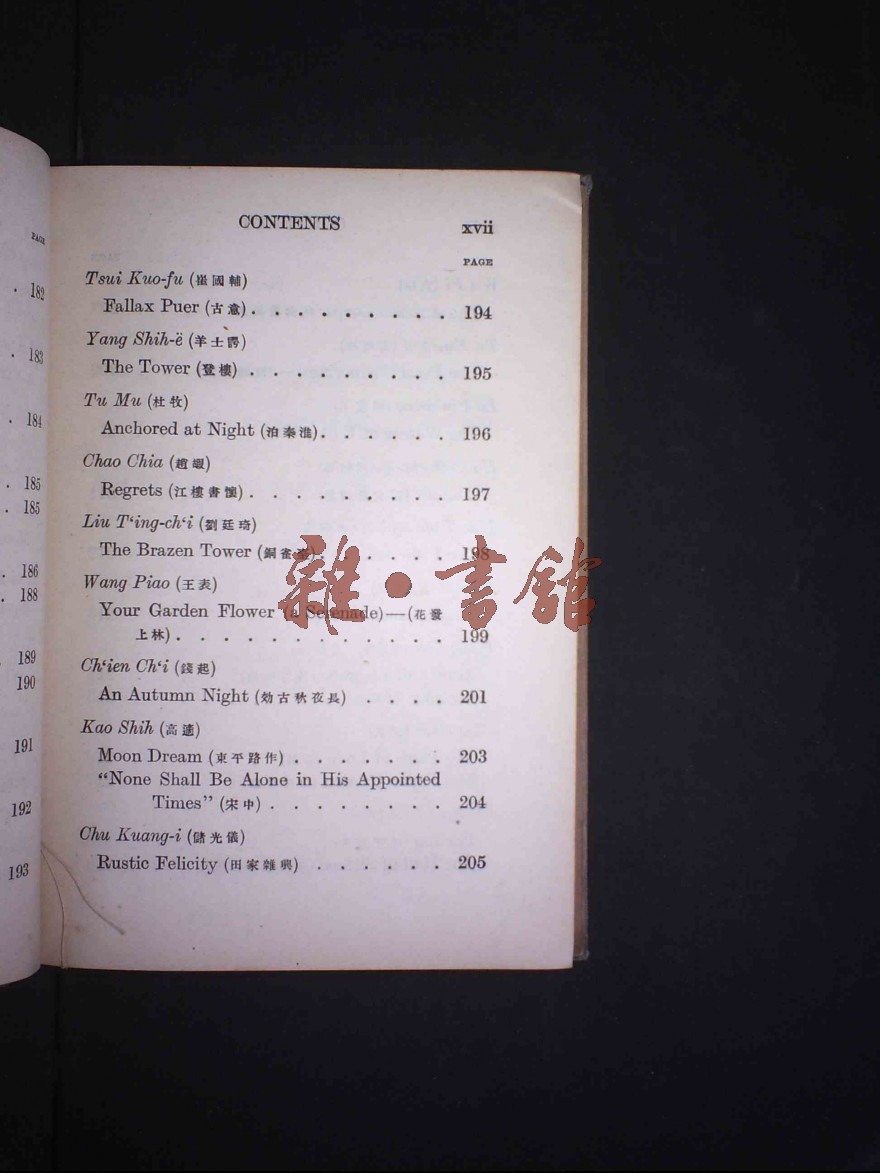 PAGE
182
183
184
185
185
186
188
189
190
191
192
193
CONTENTS xvii
PAGE
Tsui Kuo-fu (崔國輔)
Fallax Puer (古意) . . . . . . . . . . 194
Yang Shih-ë (羊士諤)
The Tower (登樓) . . . . . . . . . . 195
Tu Mu (杜牧)
Anchored at Night (泊秦淮) . . . . . . 196
Chao Chia (趙嘏)
Regrets (江樓書懷) . . . . . . . . . 197
Liu T‘ing-ch‘i (劉廷琦)
The Brazen Tower (銅雀臺) . . . . . . 198
Wang Piao (王表)
Your Garden Flower (a Serenade)—(花發
上林) . . . . . . . . . . . . 199
Ch‘ien Ch‘i (錢起)
An Autumn Night (効古秋夜長) . . . . 201
Kao Shih (高適)
Moon Dream (東平路作) . . . . . . . 203
“None Shall Be Alone in His Appointed
Times” (宋中) . . . . . . . . 204
Chu Kuang-i (儲光儀)
Rustic Felicity (田家雜興) . . . . . . 205
雜·書館